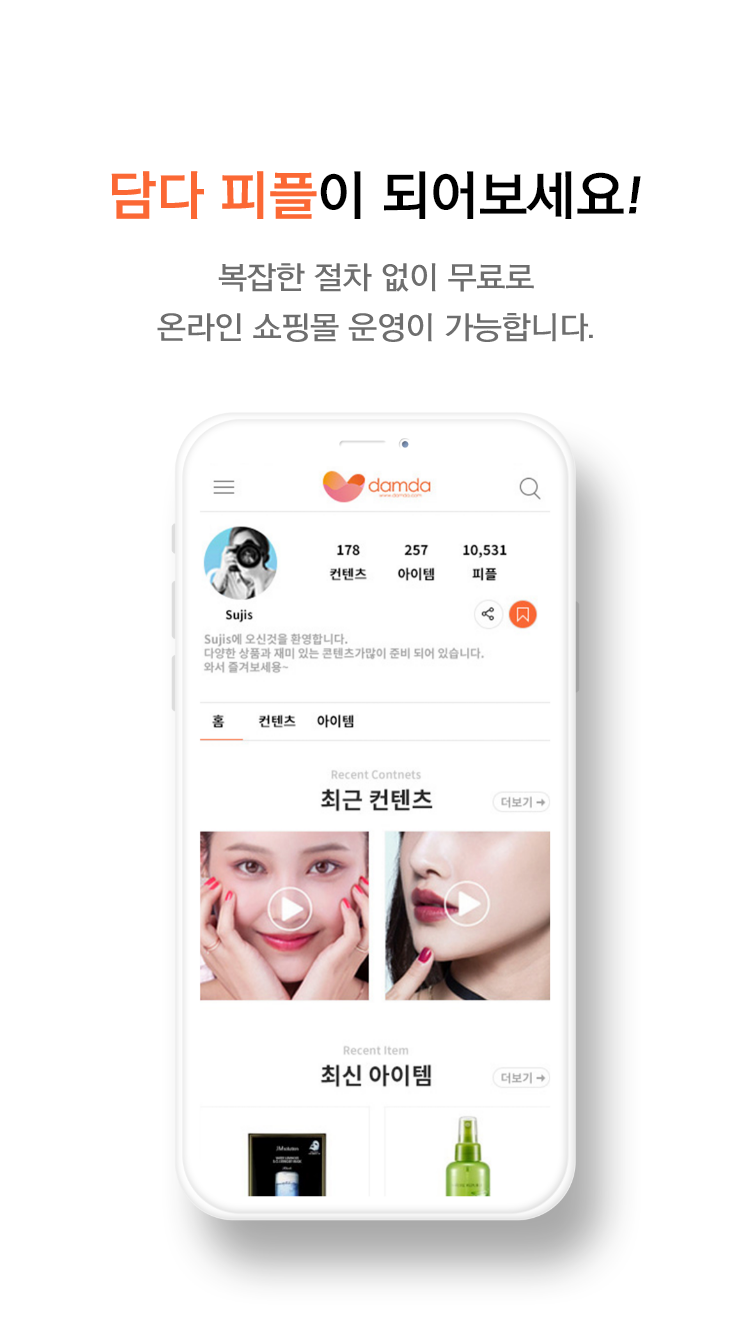 담다 피플이 되어보세요!
복잡한 절차 없이 무료로
온라인 쇼핑몰 운영이 가능합니다.
damda
www.damda.com
178 257 10,531
컨텐츠 아이템 피플
Sujis
Sujis에 오신것을 환영합니다.
다양한 상품과 재미 있는 콘텐츠가많이 준비 되어 있습니다.
와서 즐겨보세용~
홈 컨텐츠 아이템
Recent Contnets
최근 컨텐츠
더보기
Recent Item
최신 아이템
더보기